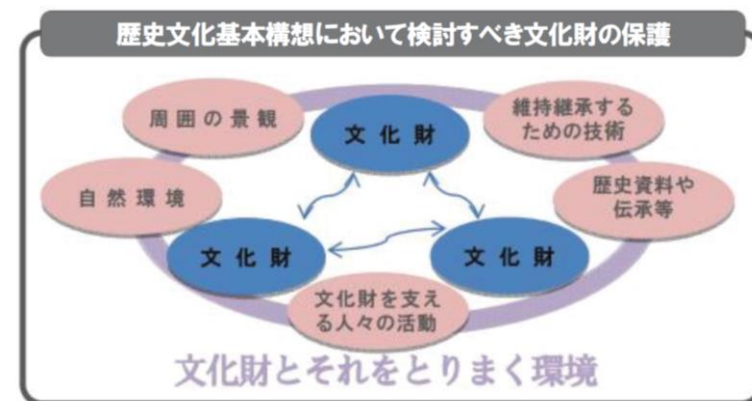 歴史文化基本構想において検討すべき文化財の保護
周囲の景観
文化財
維持継承する
ための技術
自然環境
歴史資料や
伝承等
文化財
文化財
文化財を支え
る人々の活動
文化財とそれをとりまく環境